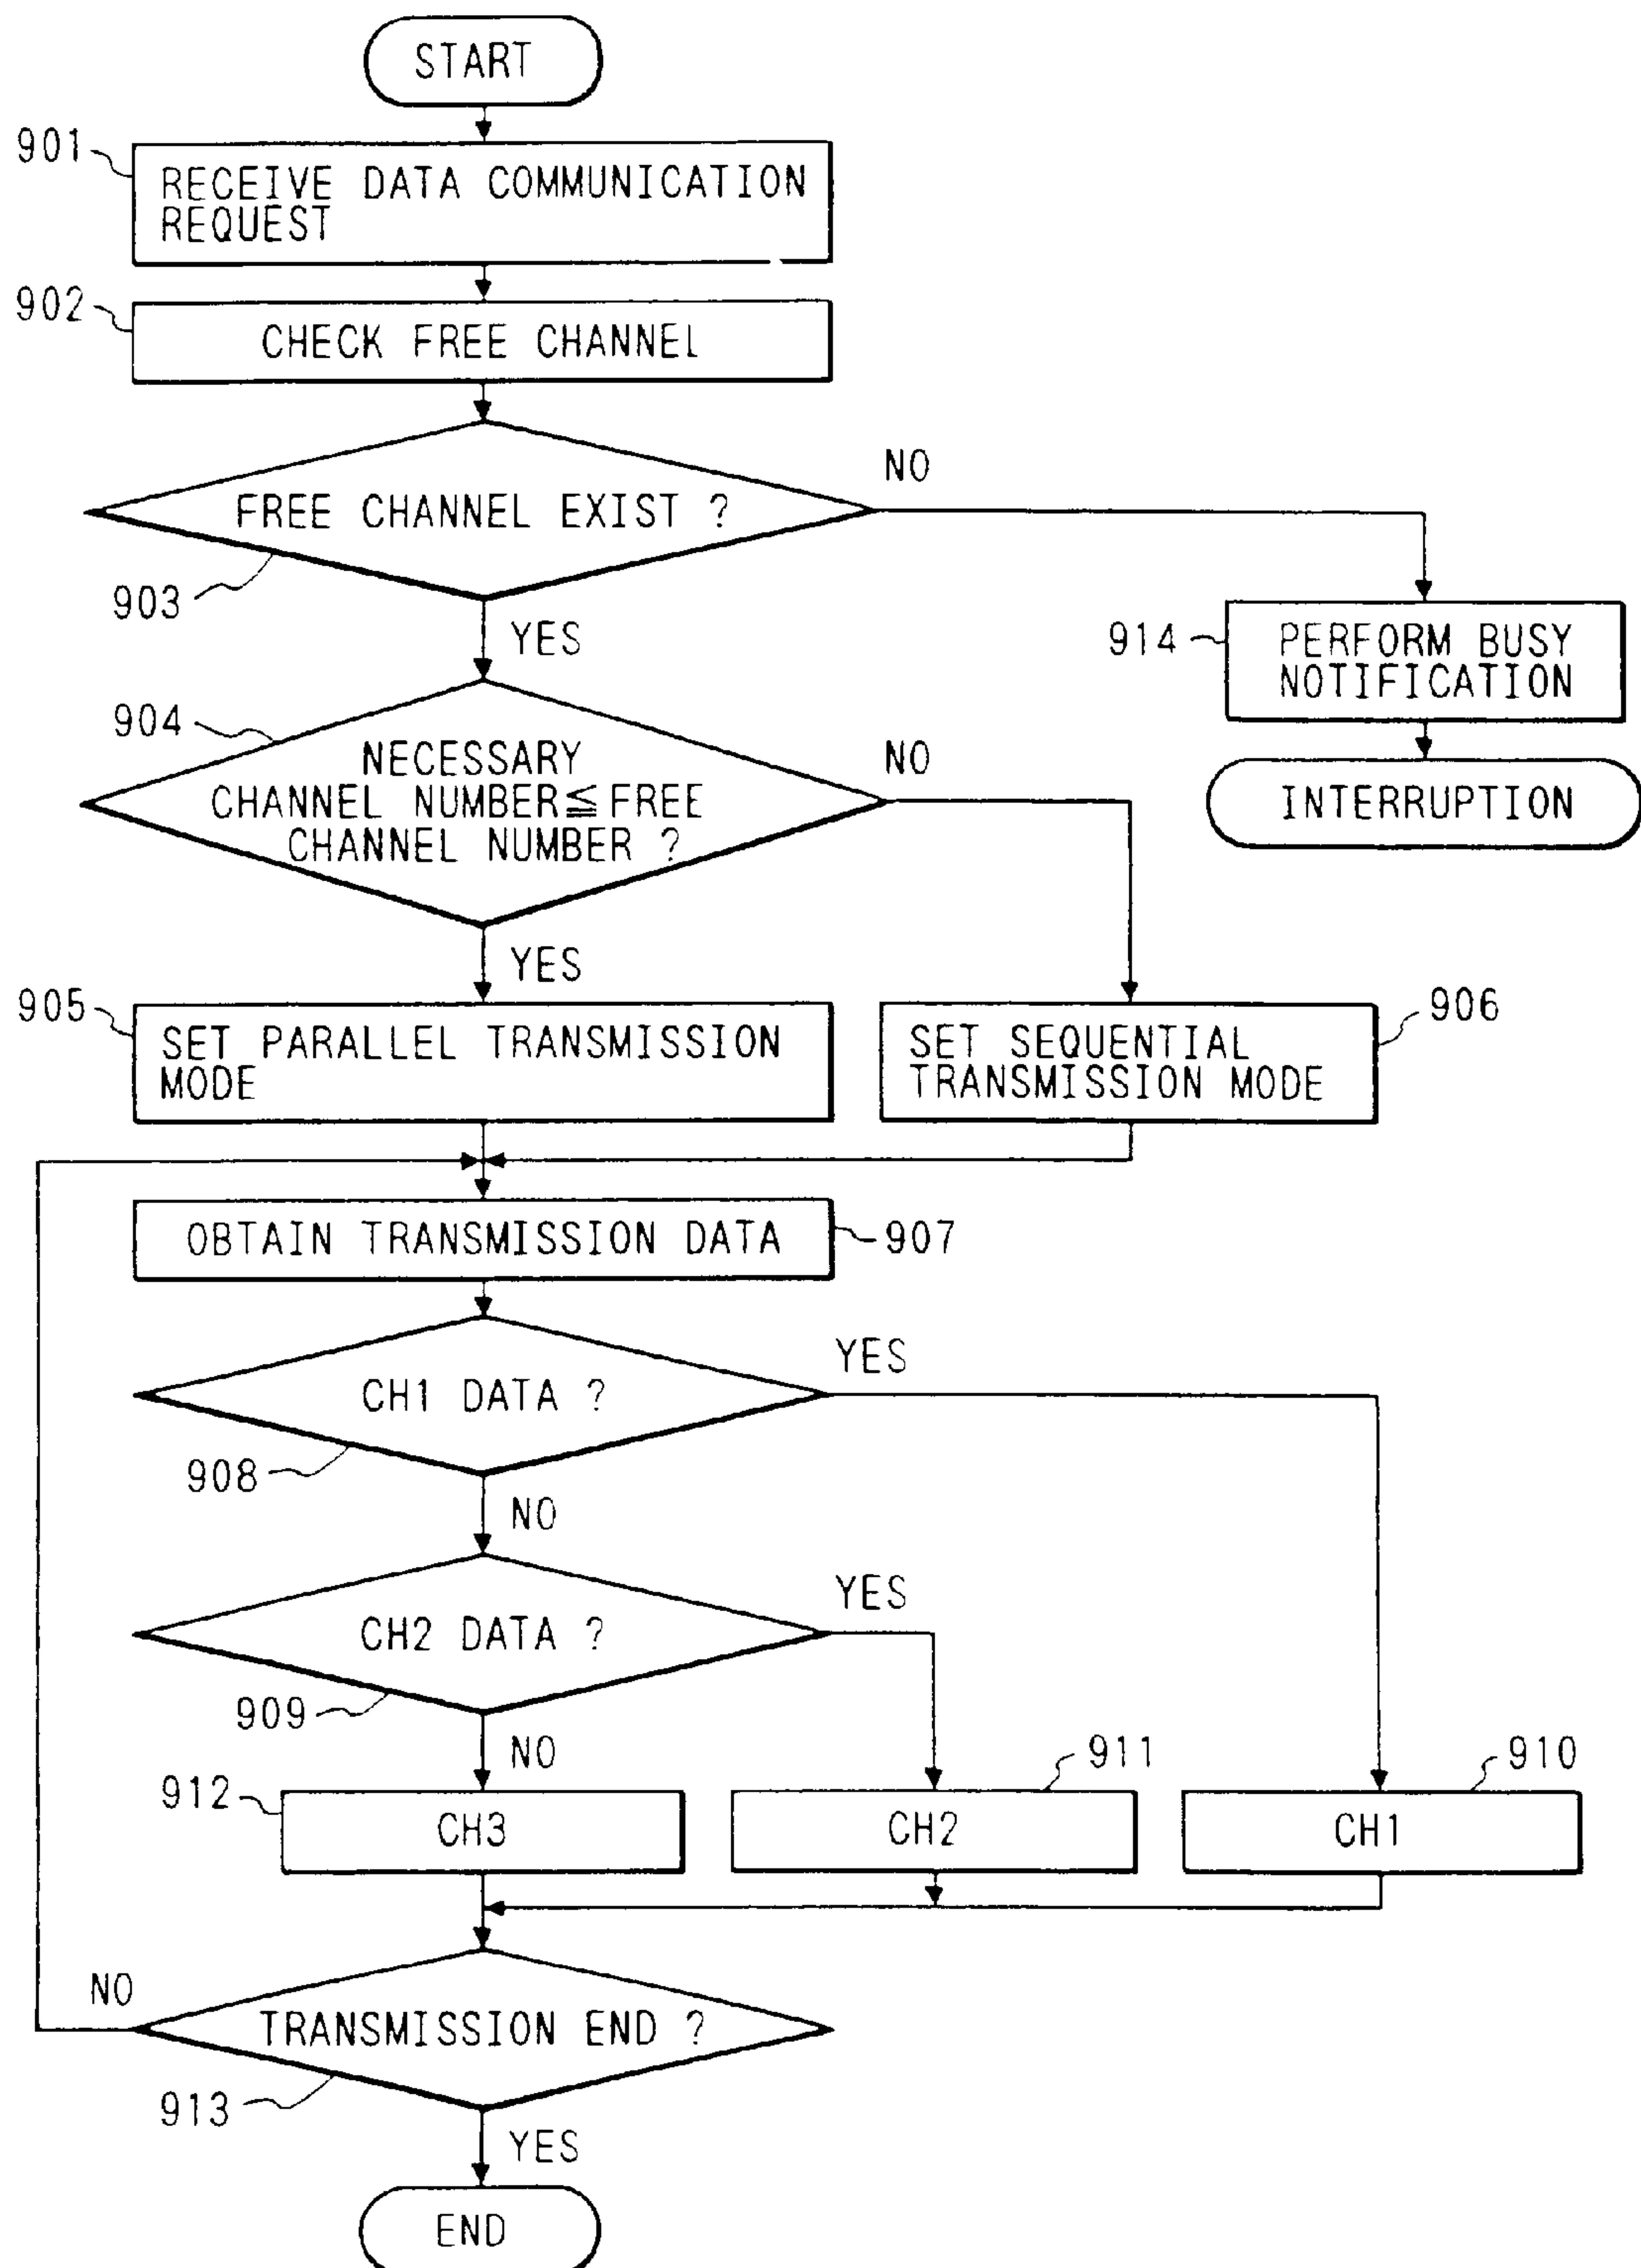 START
901
RECEIVE DATA COMMUNICATION
REQUEST
902
CHECK FREE CHANNEL
FREE CHANNEL EXIST ?
NO
903
YES
914
PERFORM BUSY
NOTIFICATION
INTERRUPTION
904
NECESSARY
CHANNEL NUMBER≦FREE
CHANNEL NUMBER ?
NO
YES
905
SET PARALLEL TRANSMISSION
MODE
906
SET SEQUENTIAL
TRANSMISSION MODE
OBTAIN TRANSMISSION DATA
907
CH1 DATA ?
YES
908
NO
CH2 DATA ?
YES
909
NO
912
CH3
911
CH2
910
CH1
NO
TRANSMISSION END ?
913
YES
END